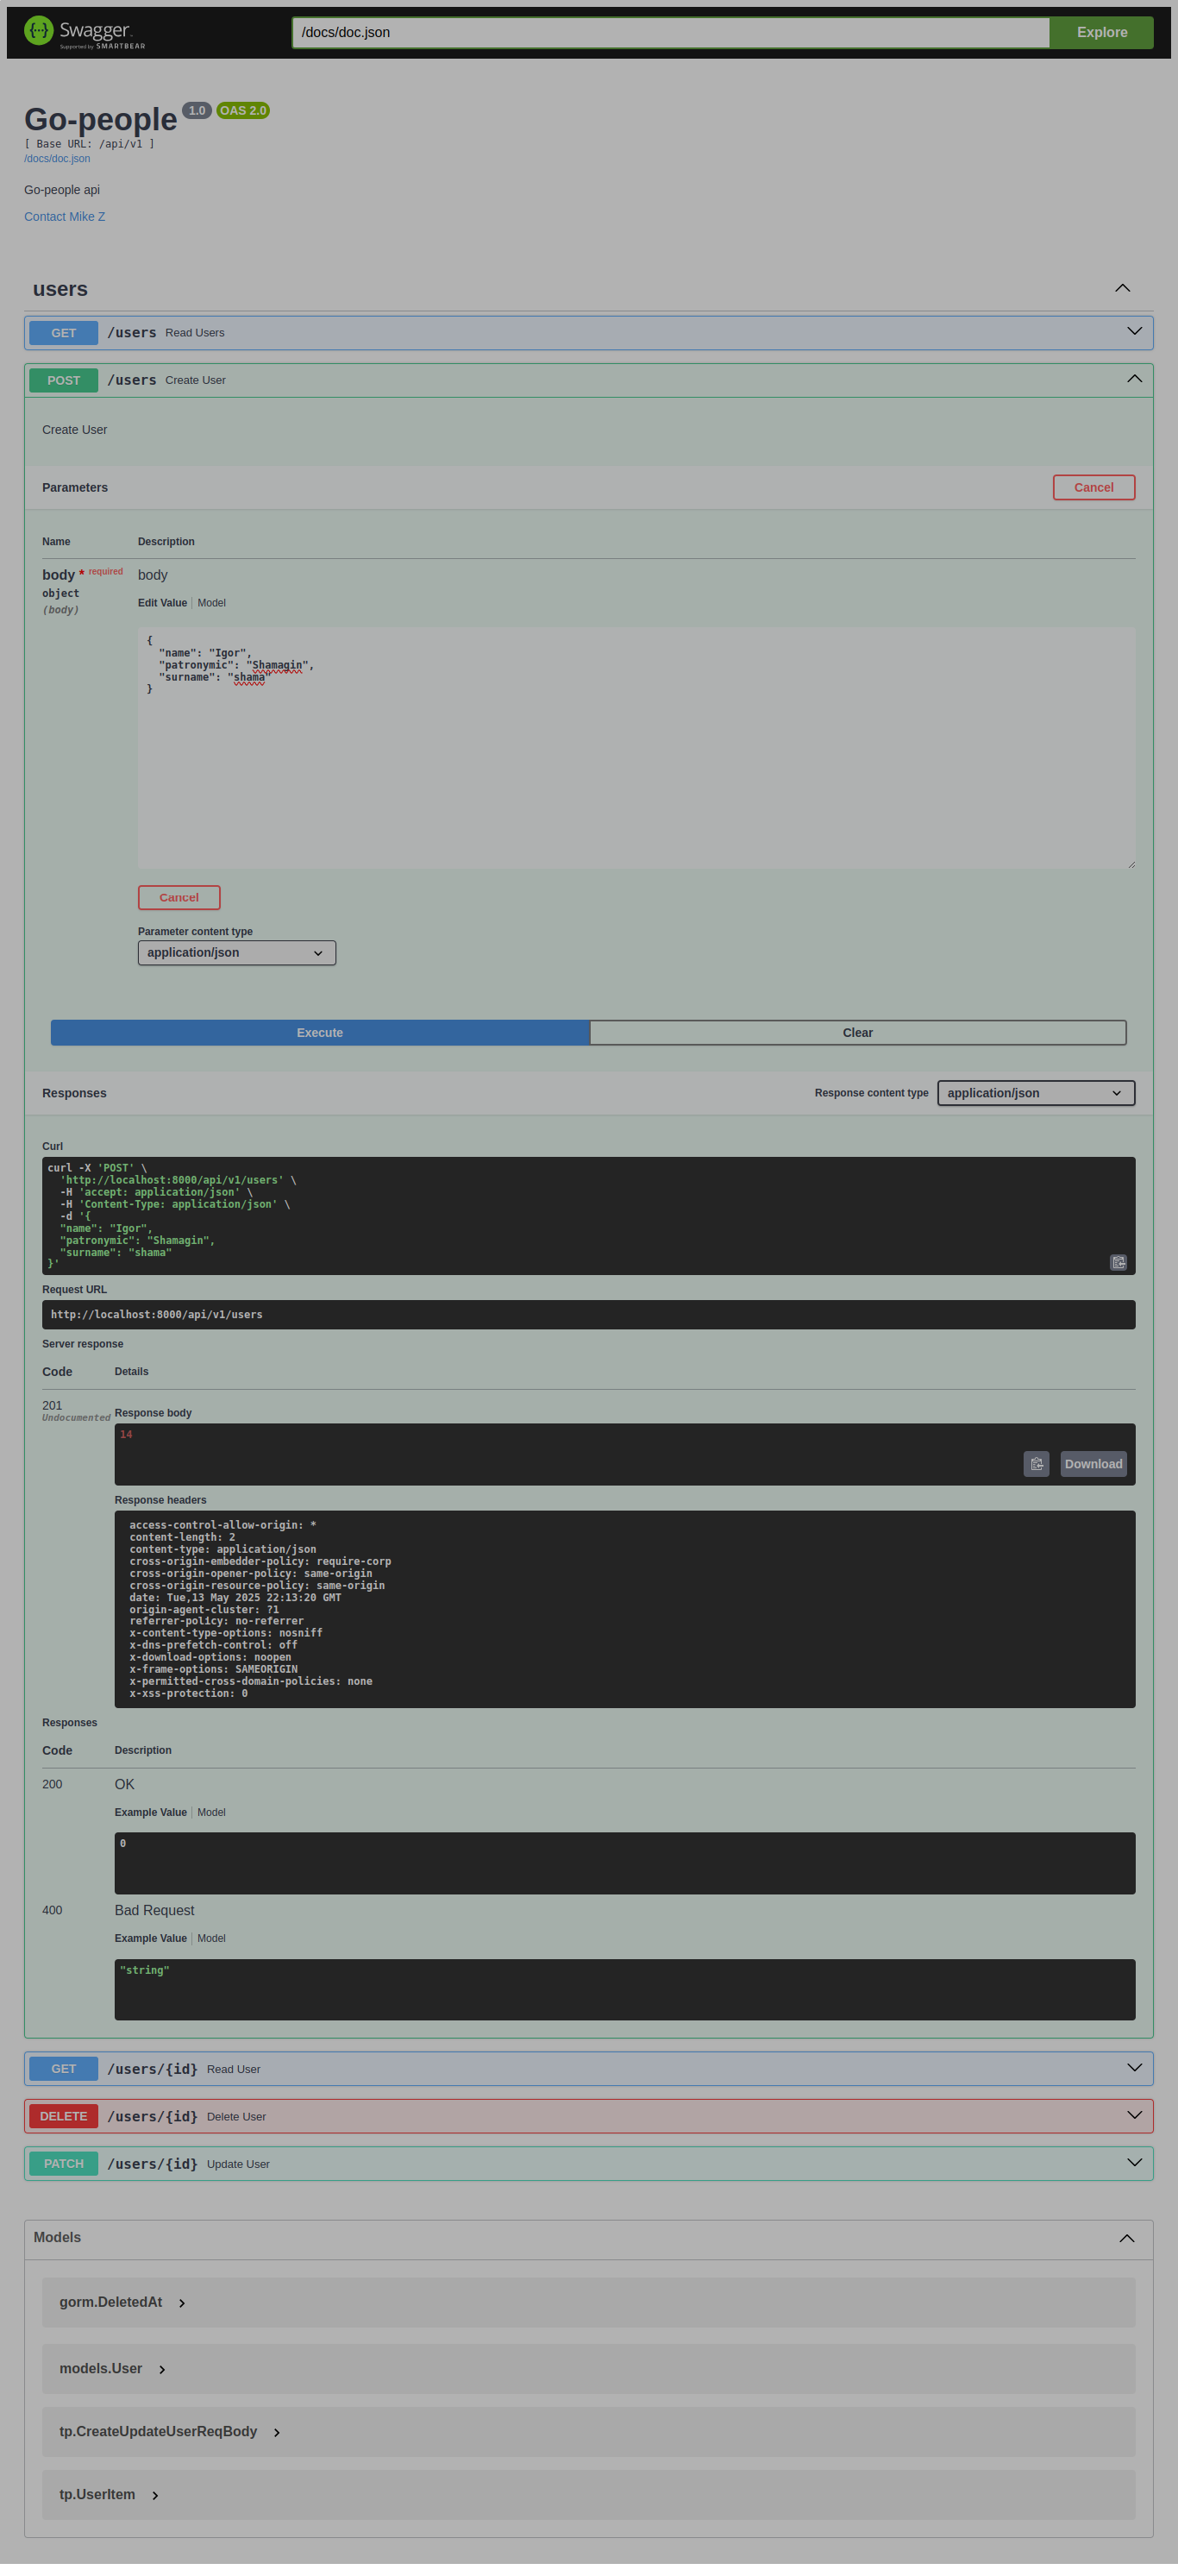 Swagger.
Supported by SMARTBEAR
/docs/doc.json
Explore
Go-people 1.0 OAS 2.0
[ Base URL: /api/v1 ]
/docs/doc.json
Go-people api
Contact Mike Z
users
GET /users Read Users
POST /users Create User
Create User
Parameters
Cancel
Name Description
body * required
object
(body)
body
Edit Value Model
{
  "name": "Igor",
  "patronymic": "Shamagin",
  "surname": "shama"
}
Cancel
Parameter content type
application/json
Execute
Clear
Responses
Response content type
application/json
Curl
curl -X 'POST' \
  'http://localhost:8000/api/v1/users' \
  -H 'accept: application/json' \
  -H 'Content-Type: application/json' \
  -d '{
  "name": "Igor",
  "patronymic": "Shamagin",
  "surname": "shama"
}'
Request URL
http://localhost:8000/api/v1/users
Server response
Code Details
201
Undocumented
Response body
14
Download
Response headers
access-control-allow-origin: *
content-length: 2
content-type: application/json
cross-origin-embedder-policy: require-corp
cross-origin-opener-policy: same-origin
cross-origin-resource-policy: same-origin
date: Tue,13 May 2025 22:13:20 GMT
origin-agent-cluster: ?1
referrer-policy: no-referrer
x-content-type-options: nosniff
x-dns-prefetch-control: off
x-download-options: noopen
x-frame-options: SAMEORIGIN
x-permitted-cross-domain-policies: none
x-xss-protection: 0
Responses
Code Description
200 OK
Example Value Model
0
400 Bad Request
Example Value Model
"string"
GET /users/{id} Read User
DELETE /users/{id} Delete User
PATCH /users/{id} Update User
Models
gorm.DeletedAt
models.User
tp.CreateUpdateUserReqBody
tp.UserItem